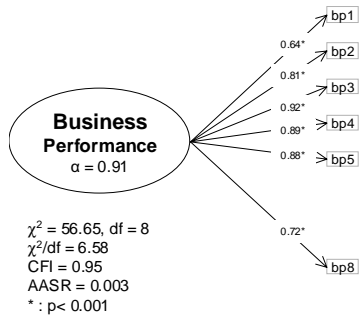 bp1
0.64*
bp2
0.81*
bp3
0.92*
Business
Performance
α = 0.91
bp4
0.89*
bp5
0.88*
0.72*
bp8
χ² = 56.65, df = 8
χ²/df = 6.58
CFI = 0.95
AASR = 0.003
* : p< 0.001